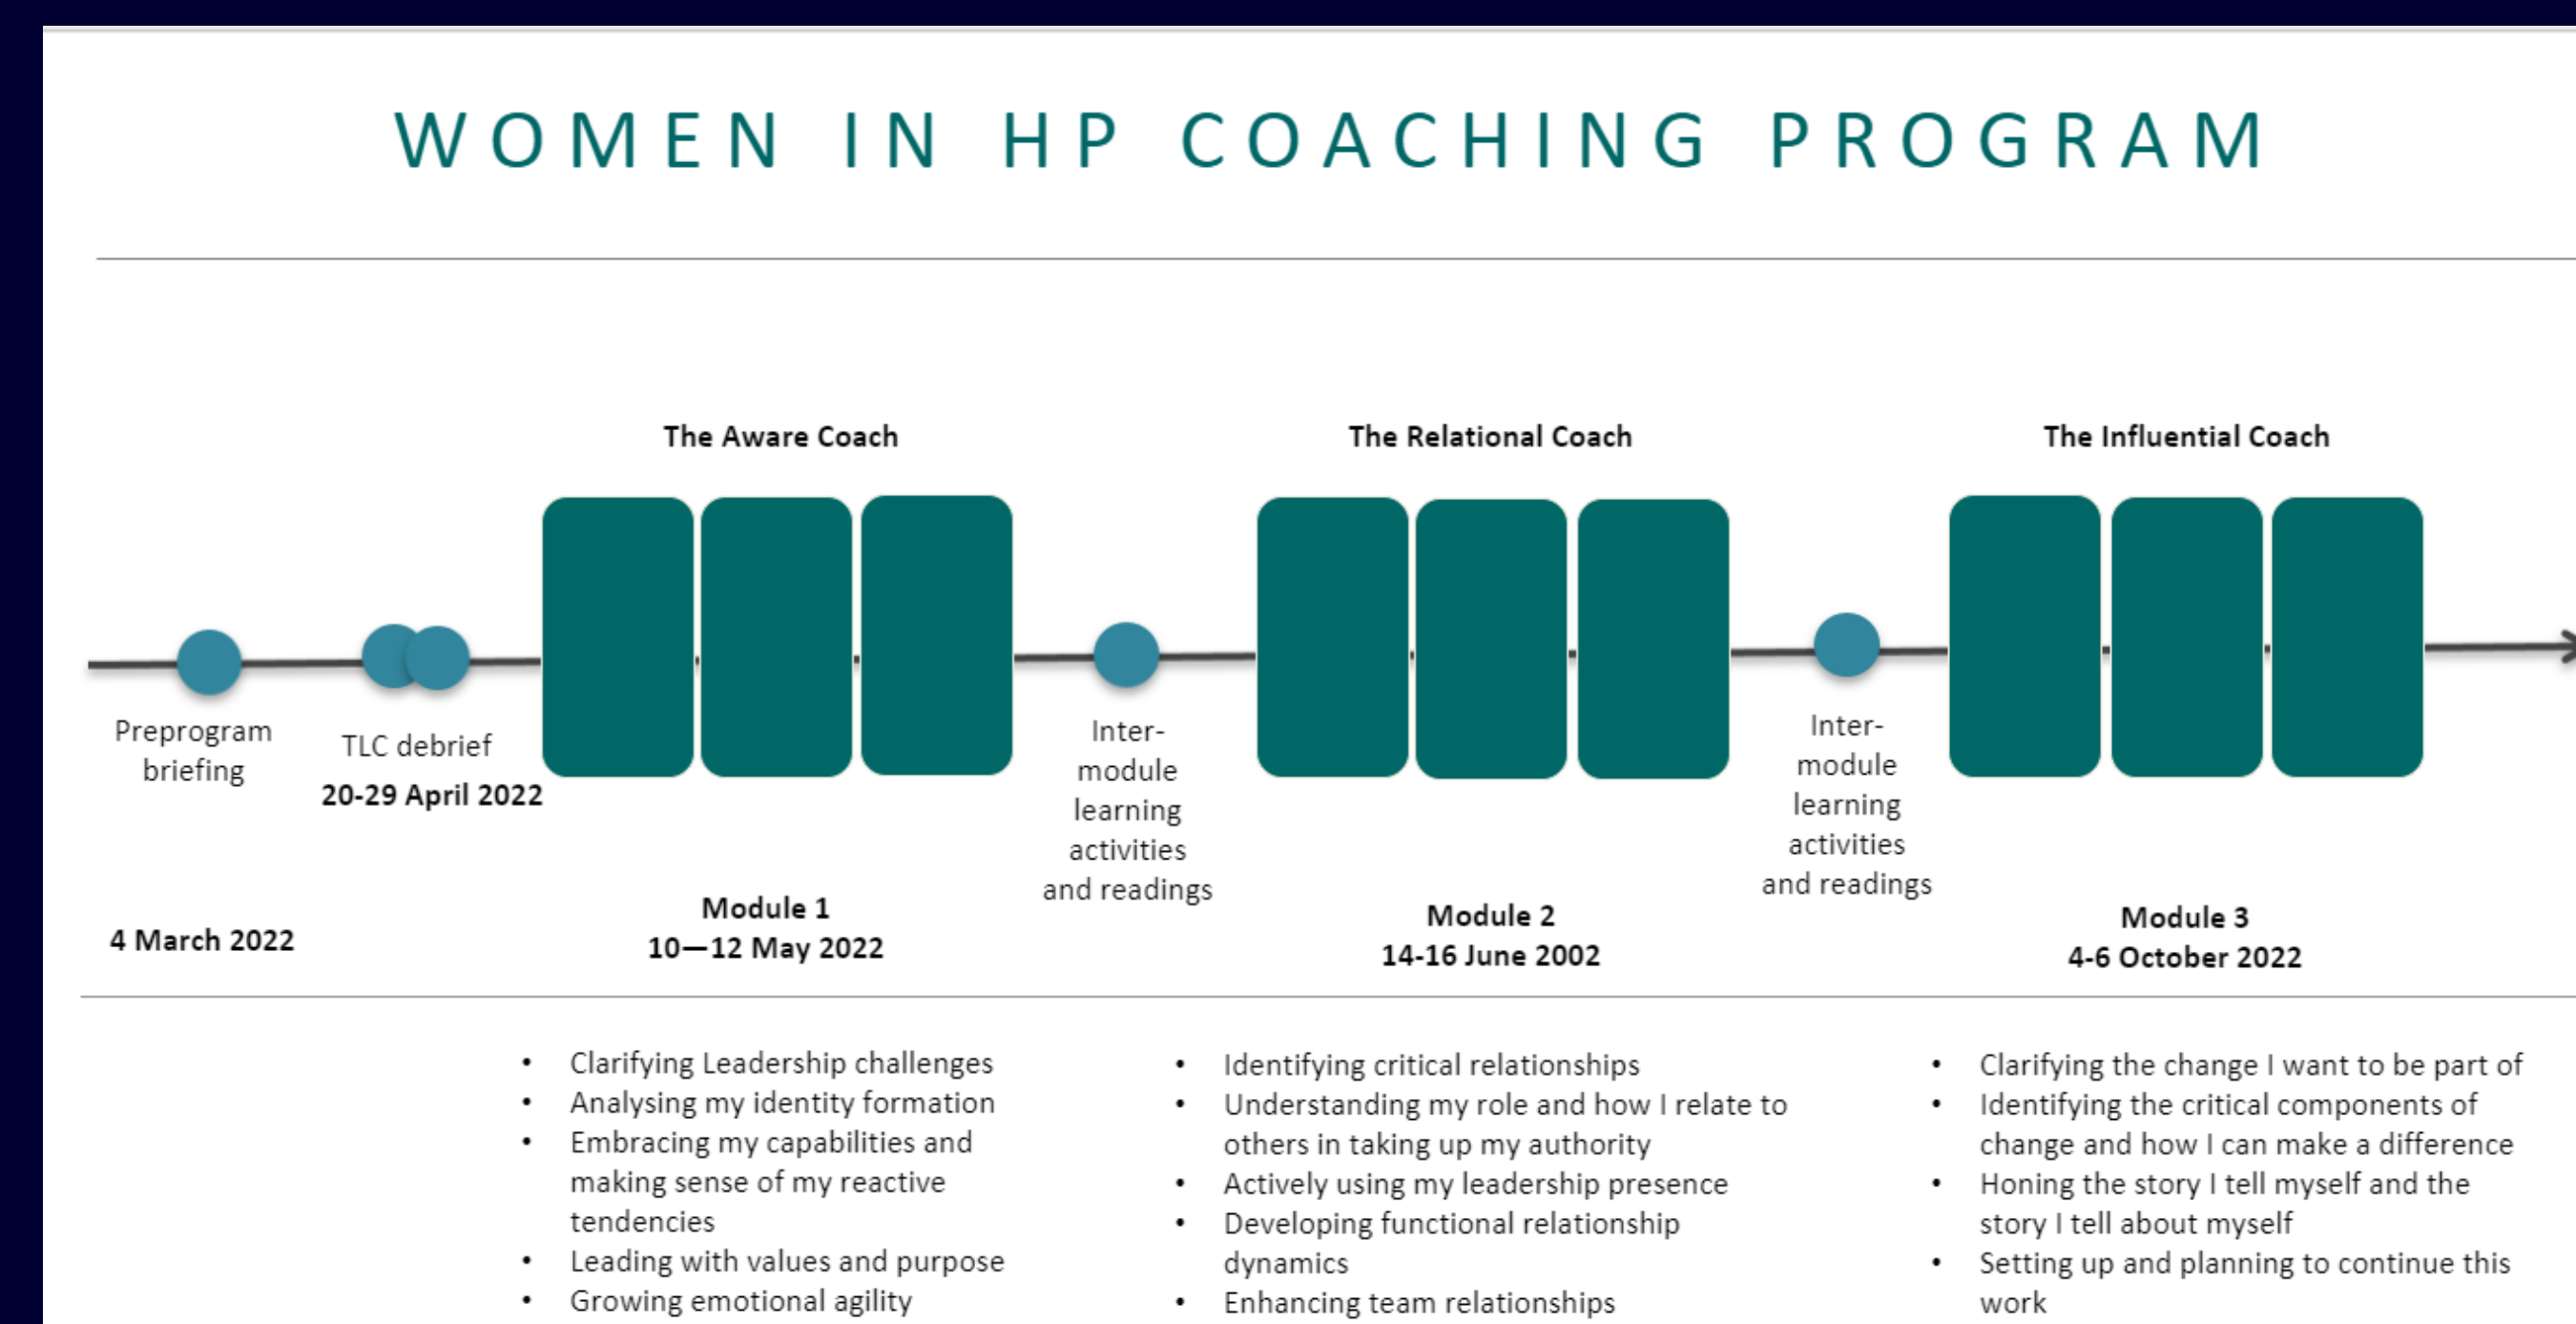 WOMEN IN HP COACHING PROGRAM
The Aware Coach
The Relational Coach
The Influential Coach
Preprogram
briefing
4 March 2022
TLC debrief
20-29 April 2022
Module 1
10—12 May 2022
Inter-
module
learning
activities
and readings
Module 2
14-16 June 2002
Inter-
module
learning
activities
and readings
Module 3
4-6 October 2022
• Clarifying Leadership challenges
• Analysing my identity formation
• Embracing my capabilities and
making sense of my reactive
tendencies
• Leading with values and purpose
• Growing emotional agility
• Identifying critical relationships
• Understanding my role and how I relate to
others in taking up my authority
• Actively using my leadership presence
• Developing functional relationship
dynamics
• Enhancing team relationships
• Clarifying the change I want to be part of
• Identifying the critical components of
change and how I can make a difference
• Honing the story I tell myself and the
story I tell about myself
• Setting up and planning to continue this
work